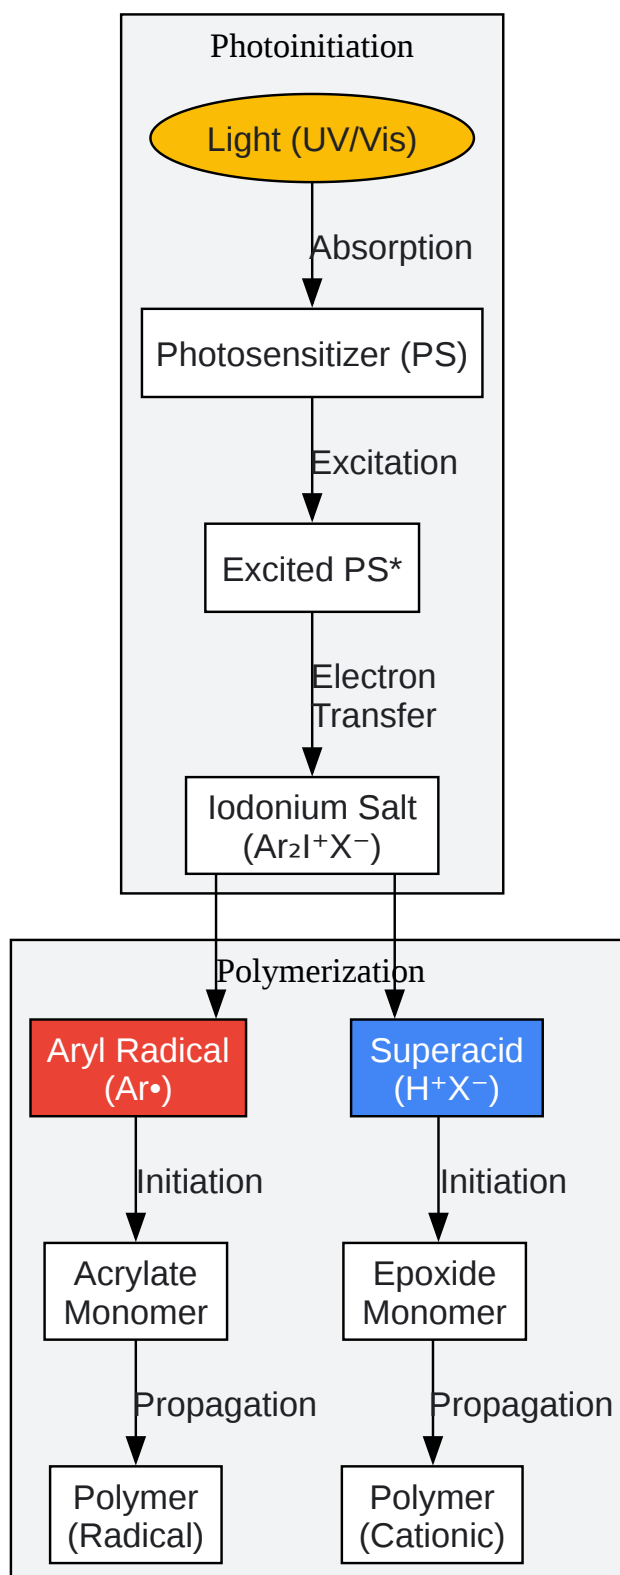 Photoinitiation
Light (UV/Vis)
Absorption
Photosensitizer (PS)
Excitation
Excited PS*
Electron
Transfer
Iodonium Salt
(Ar₂I⁺X⁻)
Polymerization
Aryl Radical
(Ar•)
Superacid
(H⁺X⁻)
Initiation
Initiation
Acrylate
Monomer
Epoxide
Monomer
Propagation
Propagation
Polymer
(Radical)
Polymer
(Cationic)